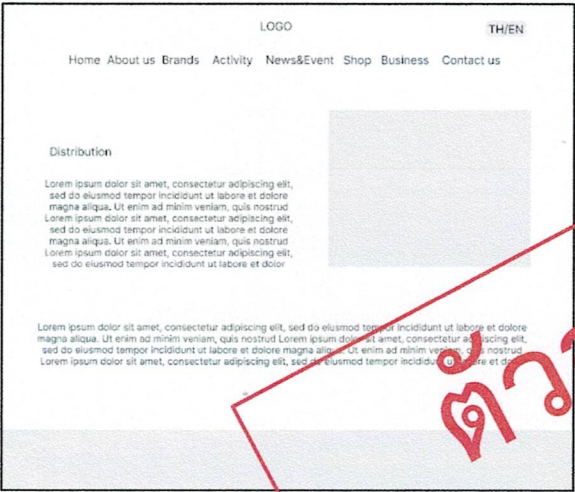 LOGO
TH/EN
Home About us Brands Activity News&Event Shop Business Contact us
Distribution
Lorem ipsum dolor sit amet, consectetur adipiscing elit,
sed do eiusmod tempor incididunt ut labore et dolore
magna aliqua. Ut enim ad minim veniam, quis nostrud
Lorem ipsum dolor sit amet, consectetur adipiscing elit,
sed do eiusmod tempor incididunt ut labore et dolore
magna aliqua. Ut enim ad minim veniam, quis nostrud
Lorem ipsum dolor sit amet, consectetur adipiscing elit,
sed do eiusmod tempor incididunt ut labore et dolor
Lorem ipsum dolor sit amet, consectetur adipiscing elit, sed do eiusmod tempor incididunt ut labore et dolore
magna aliqua. Ut enim ad minim veniam, quis nostrud Lorem ipsum dolor sit amet, consectetur adipiscing elit,
sed do eiusmod tempor incididunt ut labore et dolore magna aliqua. Ut enim ad minim veniam, quis nostrud
Lorem ipsum dolor sit amet, consectetur adipiscing elit, sed do eiusmod tempor incididunt ut labore et